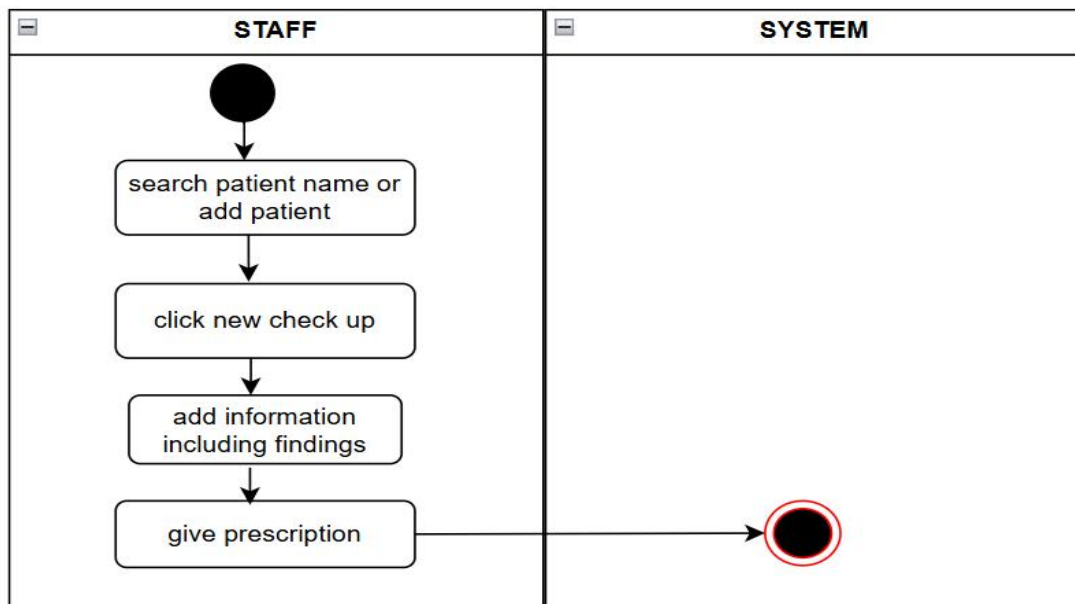 STAFF
SYSTEM
search patient name or
add patient
click new check up
add information
including findings
give prescription